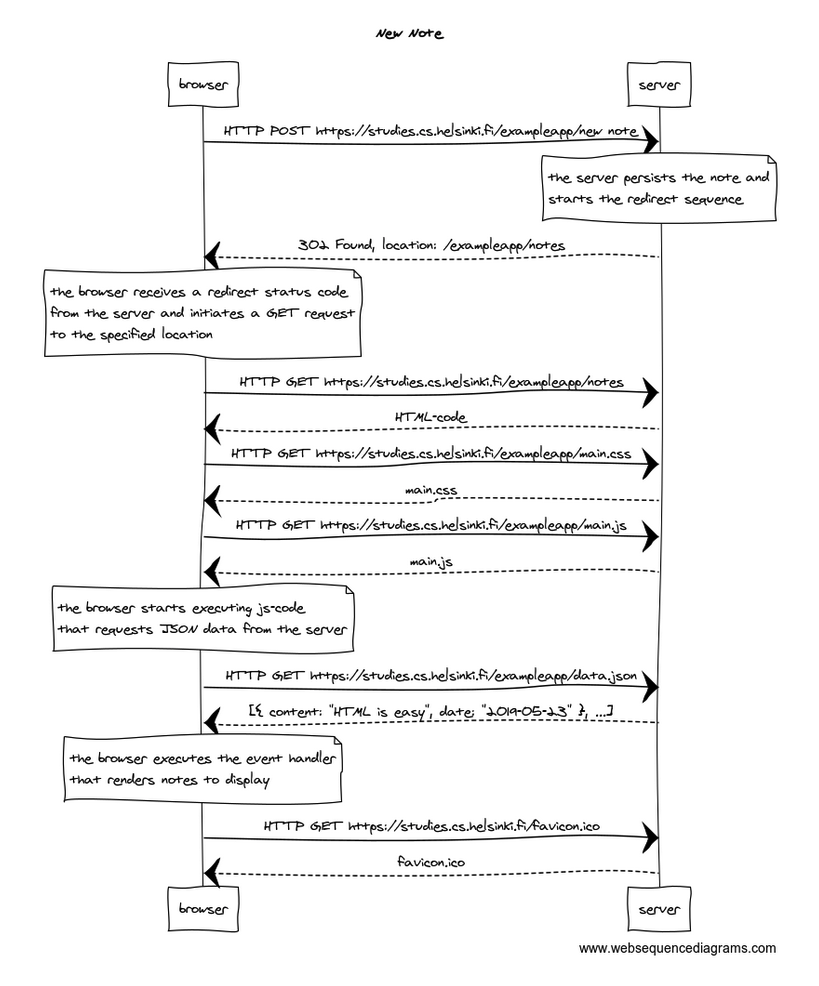 New Note
browser
server
HTTP POST https://studies.cs.helsinki.fi/exampleapp/new_note
the server persists the note and
starts the redirect sequence
302 Found, location: /exampleapp/notes
the browser receives a redirect status code
from the server and initiates a GET request
to the specified location
HTTP GET https://studies.cs.helsinki.fi/exampleapp/notes
HTML-code
HTTP GET https://studies.cs.helsinki.fi/exampleapp/main.css
main.css
HTTP GET https://studies.cs.helsinki.fi/exampleapp/main.js
main.js
the browser starts executing js-code
that requests JSON data from the server
HTTP GET https://studies.cs.helsinki.fi/exampleapp/data.json
[{ content: "HTML is easy", date: "2019-05-23" }, ...]
the browser executes the event handler
that renders notes to display
HTTP GET https://studies.cs.helsinki.fi/favicon.ico
favicon.ico
browser
server
www.websequencediagrams.com